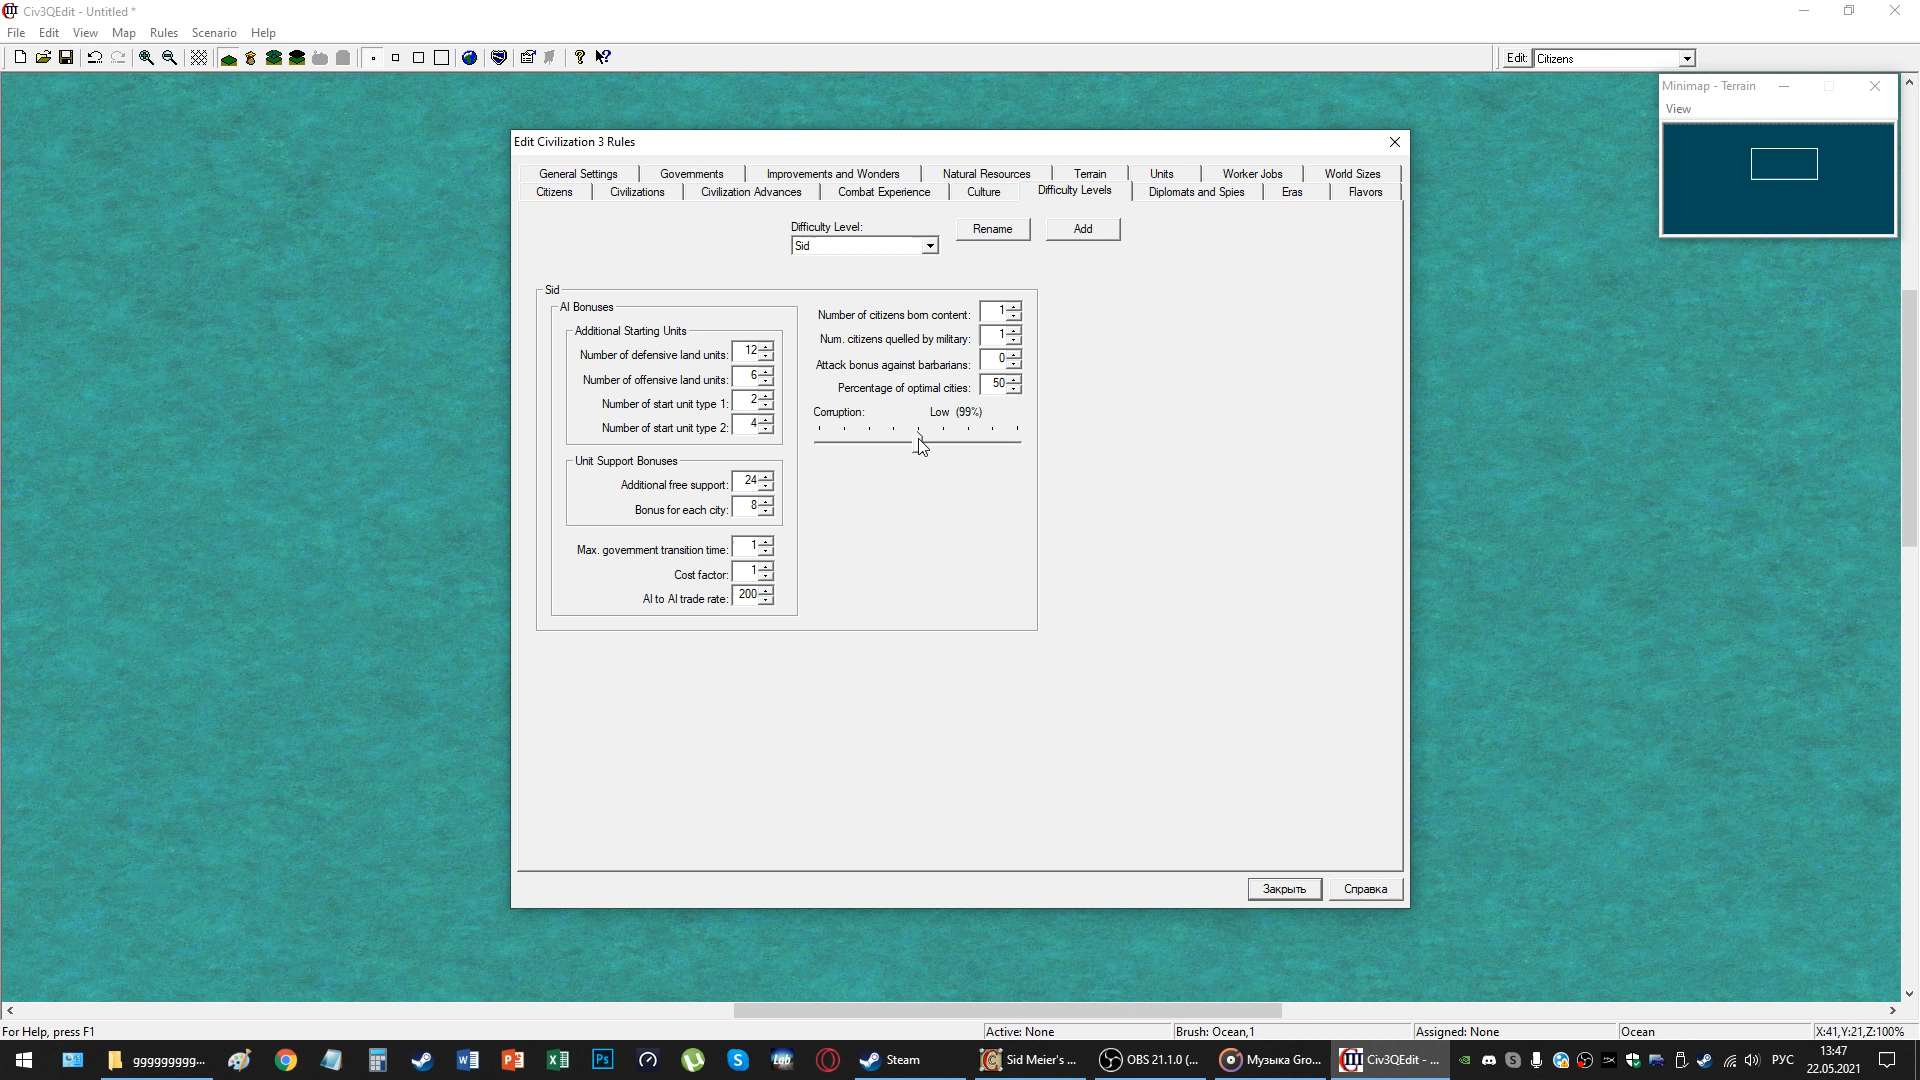 Civ3QEdit - Untitled *
File Edit View Map Rules Scenario Help
Edit: Citizens
Minimap - Terrain
View
Edit Civilization 3 Rules
General Settings Governments Improvements and Wonders Natural Resources Terrain Units Worker Jobs World Sizes
Citizens Civilizations Civilization Advances Combat Experience Culture Difficulty Levels Diplomats and Spies Eras Flavors
Difficulty Level:
Sid
Rename Add
Sid
AI Bonuses
Additional Starting Units
Number of defensive land units: 12
Number of offensive land units: 6
Number of start unit type 1: 2
Number of start unit type 2: 4
Unit Support Bonuses
Additional free support: 24
Bonus for each city: 8
Max. government transition time: 1
Cost factor: 1
AI to AI trade rate: 200
Number of citizens born content: 1
Num. citizens quelled by military: 1
Attack bonus against barbarians: 0
Percentage of optimal cities: 50
Corruption: Low (99%)
Закрыть Справка
For Help, press F1
Active: None
Brush: Ocean,1
Assigned: None
Ocean
X:41,Y:21,Z:100%
ggggggggg...
Lab
Steam
Sid Meier's ...
OBS 21.1.0 (...
Музыка Gro...
Civ3QEdit - ...
РУС
13:47
22.05.2021